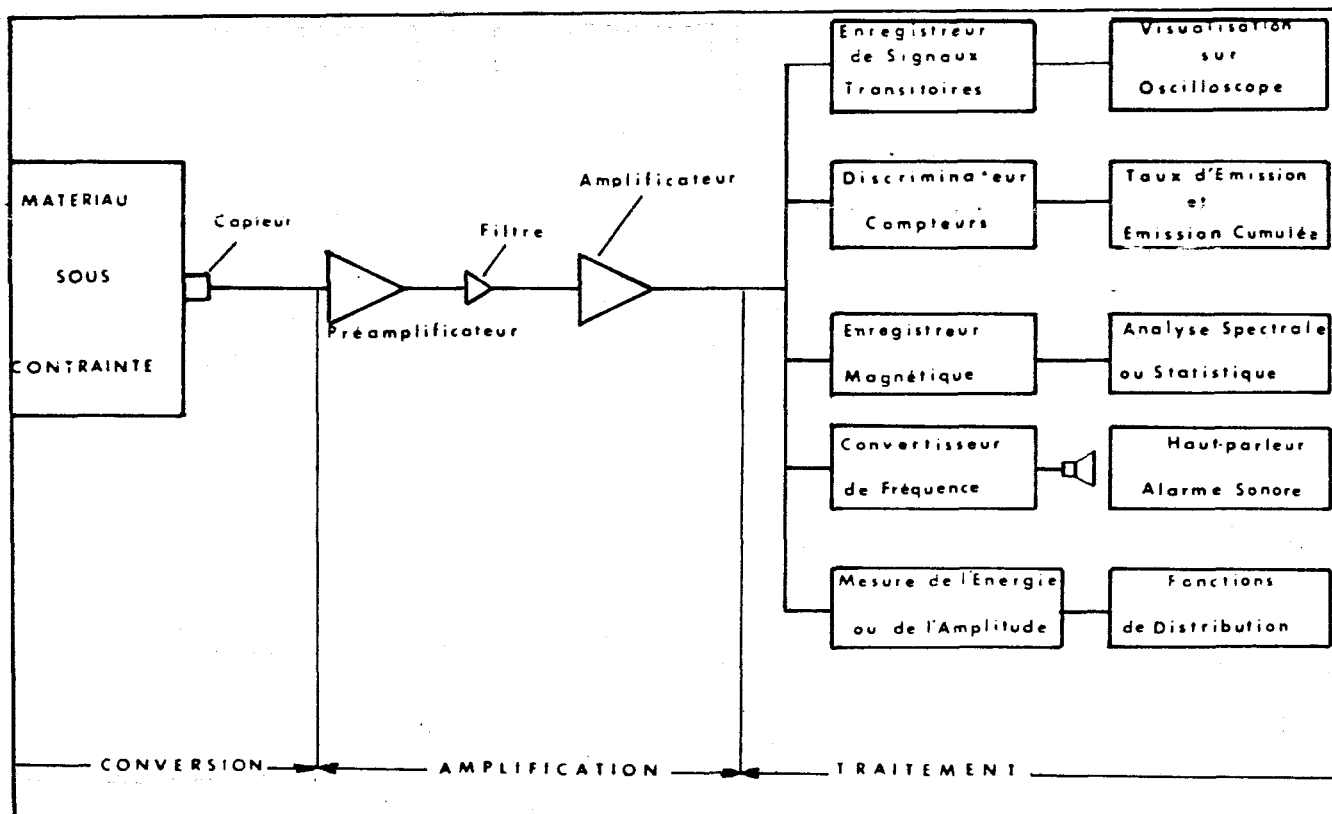 MATERIAU
SOUS
CONTRAINTE
Capteur
Préamplificateur
Filtre
Amplificateur
Enregistreur
de Signaux
Transitoires
Visualisation
sur
Oscilloscope
Discriminateur
Compteurs
Taux d'Emission
et
Emission Cumulée
Enregistreur
Magnétique
Analyse Spectrale
ou Statistique
Convertisseur
de Fréquence
Haut-parleur
Alarme Sonore
Mesure de l'Energie
ou de l'Amplitude
Fonctions
de Distribution
CONVERSION
AMPLIFICATION
TRAITEMENT